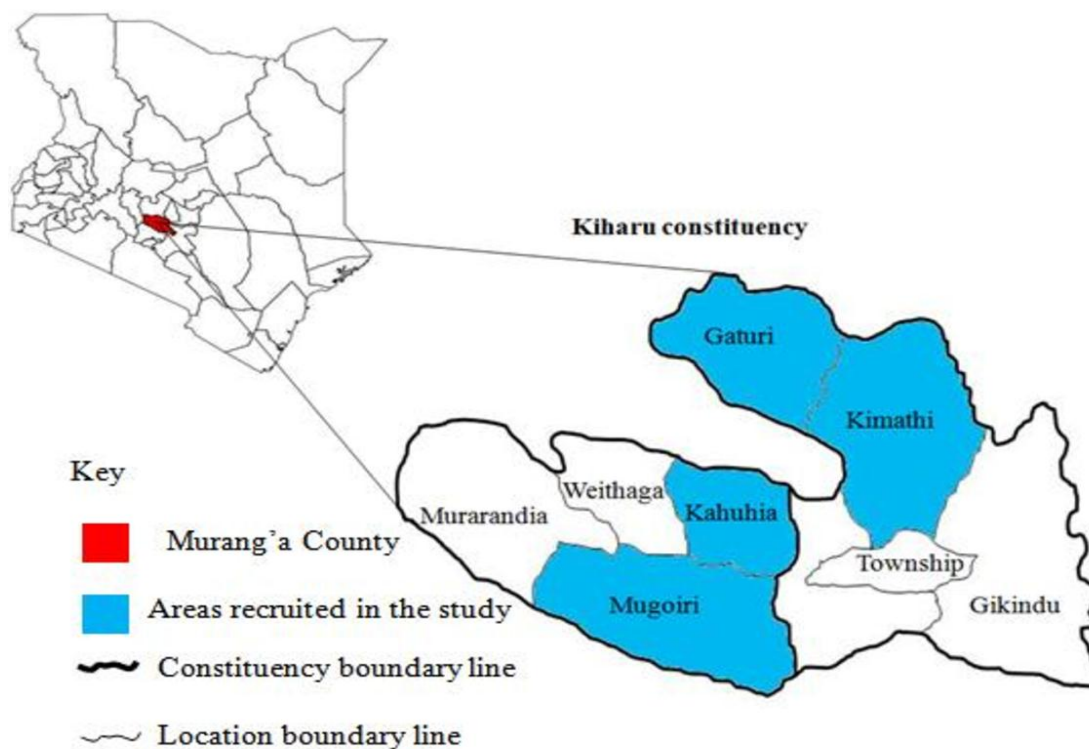 Kiharu constituency
Gaturi
Kimathi
Weithaga
Kahuhia
Murarandia
Township
Mugoiri
Gikindu
Key
Murang’a County
Areas recruited in the study
Constituency boundary line
Location boundary line